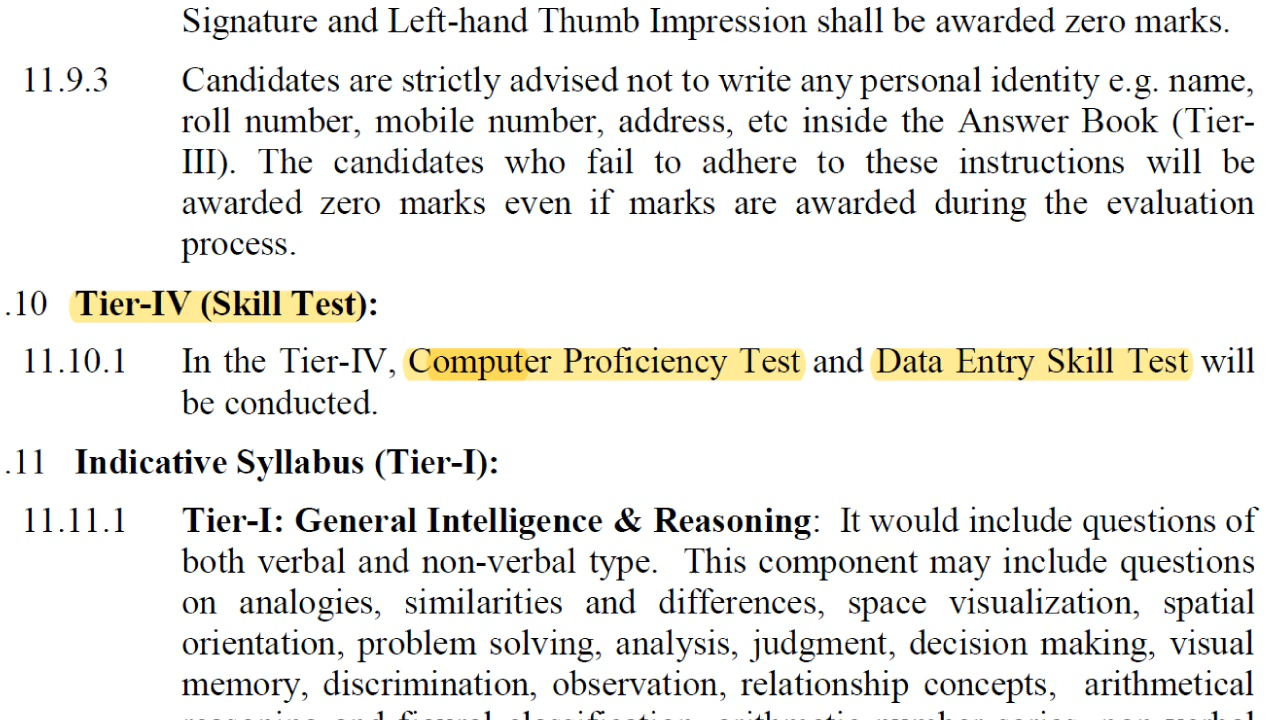 Signature and Left-hand Thumb Impression shall be awarded zero marks.
11.9.3 Candidates are strictly advised not to write any personal identity e.g. name,
roll number, mobile number, address, etc inside the Answer Book (Tier-
III). The candidates who fail to adhere to these instructions will be
awarded zero marks even if marks are awarded during the evaluation
process.
.10 Tier-IV (Skill Test):
11.10.1 In the Tier-IV, Computer Proficiency Test and Data Entry Skill Test will
be conducted.
.11 Indicative Syllabus (Tier-I):
11.11.1 Tier-I: General Intelligence & Reasoning: It would include questions of
both verbal and non-verbal type. This component may include questions
on analogies, similarities and differences, space visualization, spatial
orientation, problem solving, analysis, judgment, decision making, visual
memory, discrimination, observation, relationship concepts, arithmetical